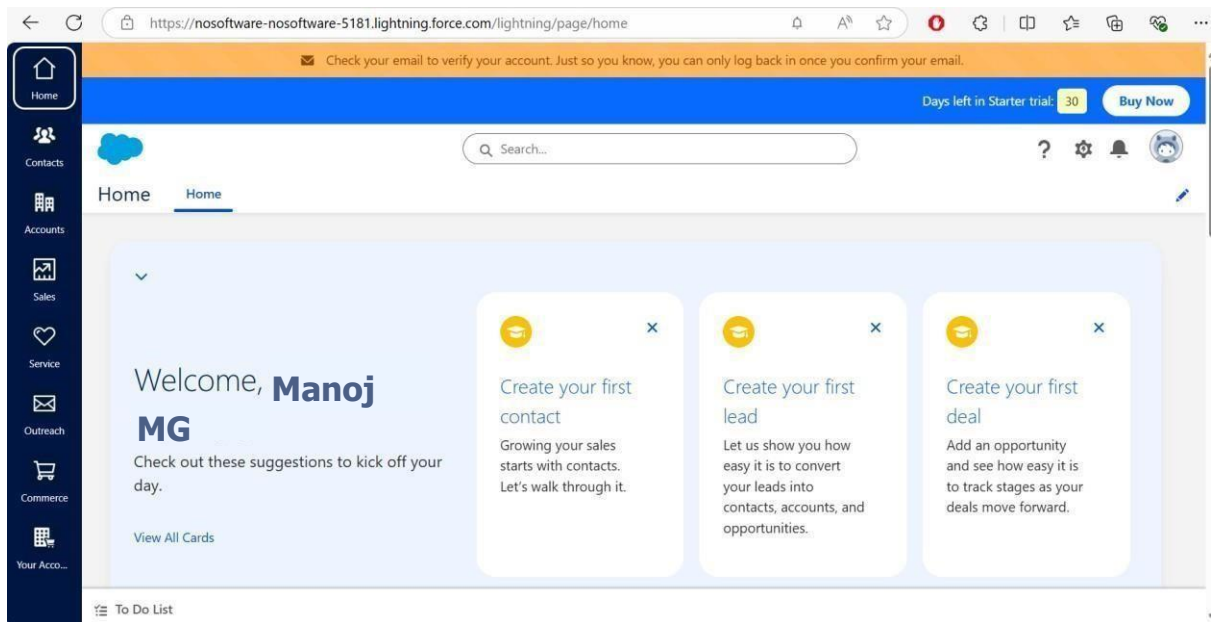 https://nosoftware-nosoftware-5181.lightning.force.com/lightning/page/home
Check your email to verify your account. Just so you know, you can only log back in once you confirm your email.
Days left in Starter trial: 30 Buy Now
Home
Contacts
Accounts
Sales
Service
Outreach
Commerce
Your Acco...
Search...
Home Home
Welcome, Manoj
MG
Check out these suggestions to kick off your
day.
View All Cards
Create your first
contact
Growing your sales
starts with contacts.
Let's walk through it.
Create your first
lead
Let us show you how
easy it is to convert
your leads into
contacts, accounts, and
opportunities.
Create your first
deal
Add an opportunity
and see how easy it is
to track stages as your
deals move forward.
To Do List